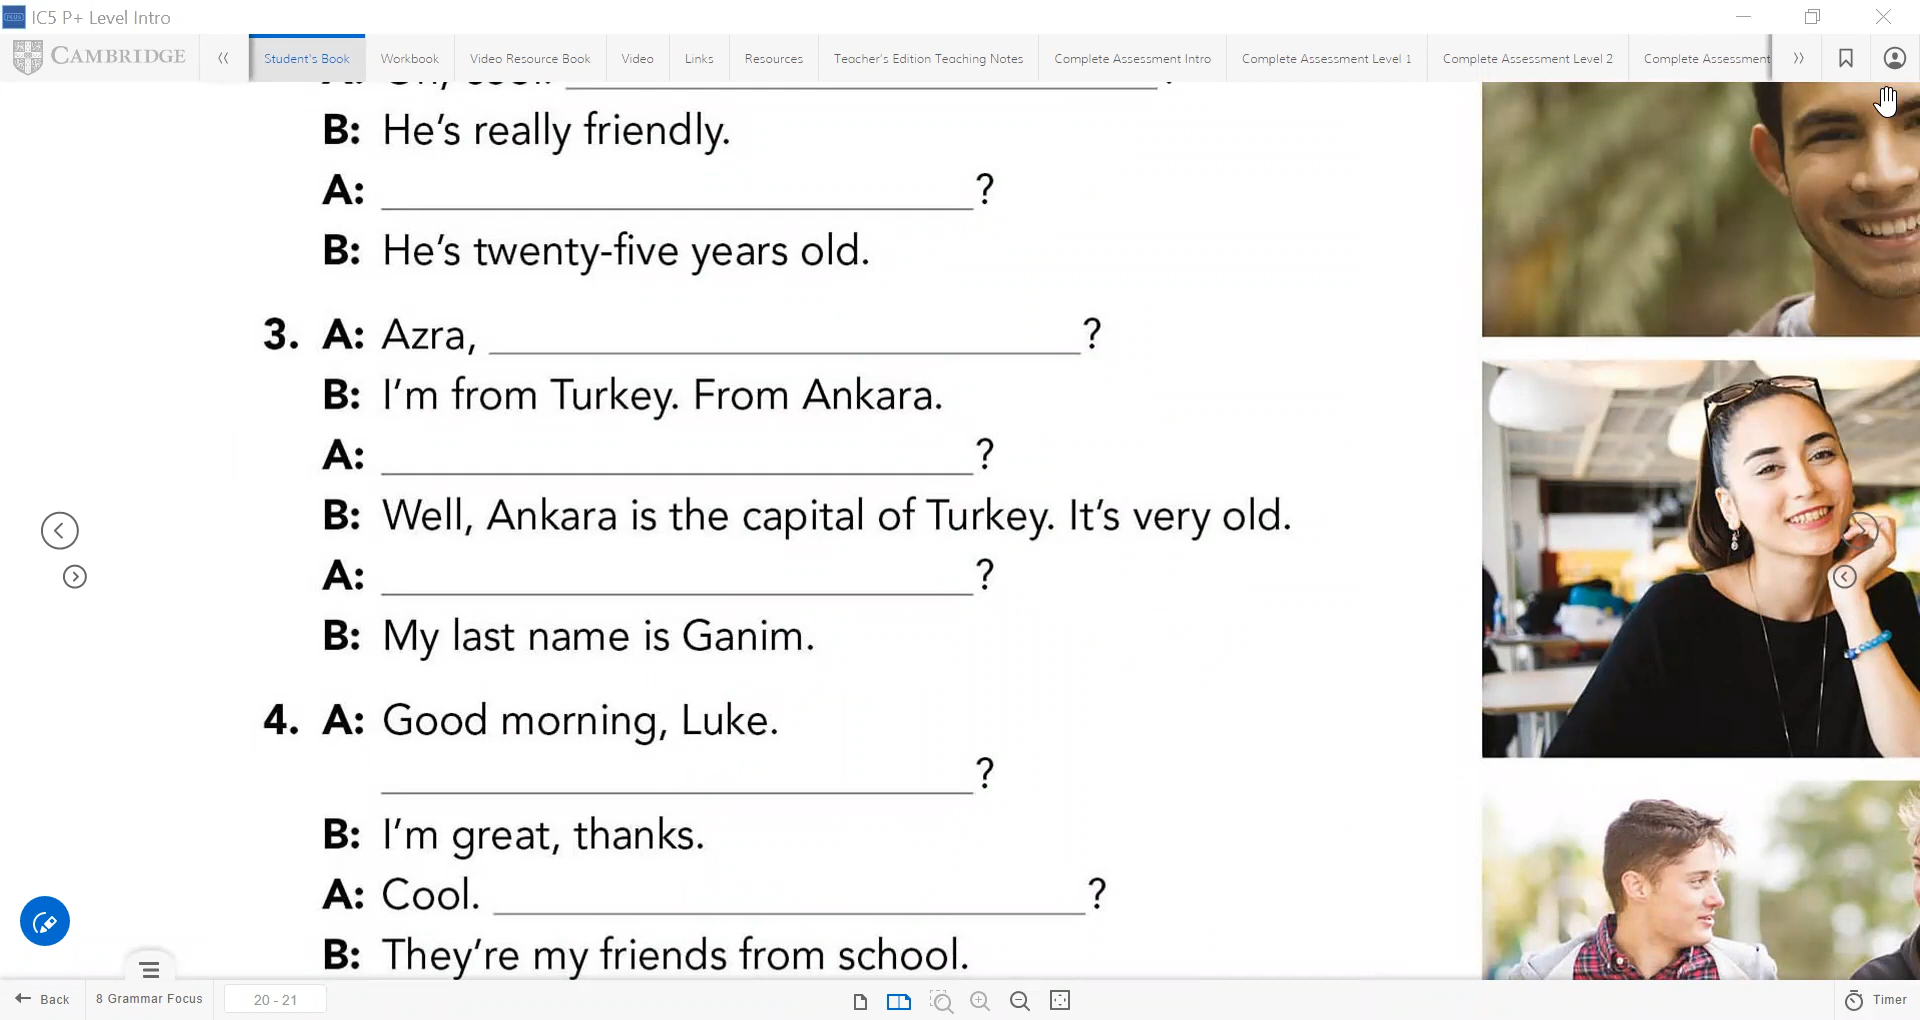 IC5 P+ Level Intro
CAMBRIDGE
Student's Book
Workbook
Video Resource Book
Video
Links
Resources
Teacher's Edition Teaching Notes
Complete Assessment Intro
Complete Assessment Level 1
Complete Assessment Level 2
Complete Assessment
B: He's really friendly.
A: ?
B: He's twenty-five years old.
3. A: Azra, ?
B: I'm from Turkey. From Ankara.
A: ?
B: Well, Ankara is the capital of Turkey. It's very old.
A: ?
B: My last name is Ganim.
4. A: Good morning, Luke.
?
B: I'm great, thanks.
A: Cool. ?
B: They're my friends from school.
Back
8 Grammar Focus
20 - 21
Timer